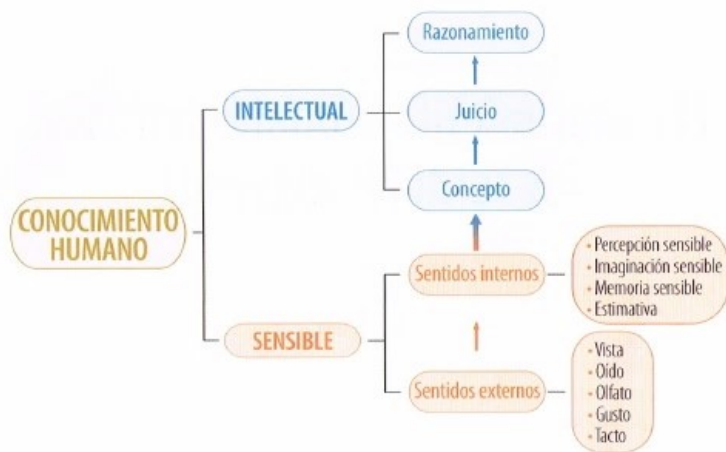 CONOCIMIENTO
HUMANO
INTELECTUAL
Razonamiento
Juicio
Concepto
SENSIBLE
Sentidos internos
• Percepción sensible
• Imaginación sensible
• Memoria sensible
• Estimativa
Sentidos externos
• Vista
• Oído
• Olfato
• Gusto
• Tacto